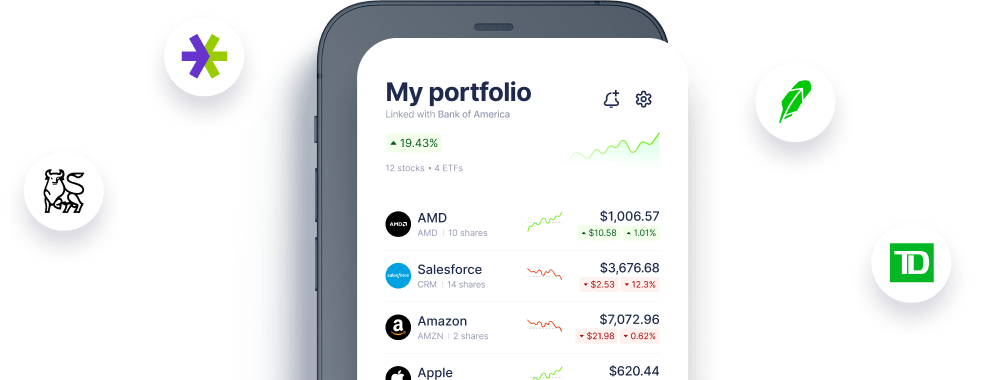 My portfolio
Linked with Bank of America
19.43%
12 stocks • 4 ETFs
AMD
AMD
AMD | 10 shares
$1,006.57
$10.58 1.01%
salesforce
Salesforce
CRM | 14 shares
$3,676.68
$2.53 12.3%
a
Amazon
AMZN | 2 shares
$7,072.96
$21.98 0.62%
Apple
$620.44
TD